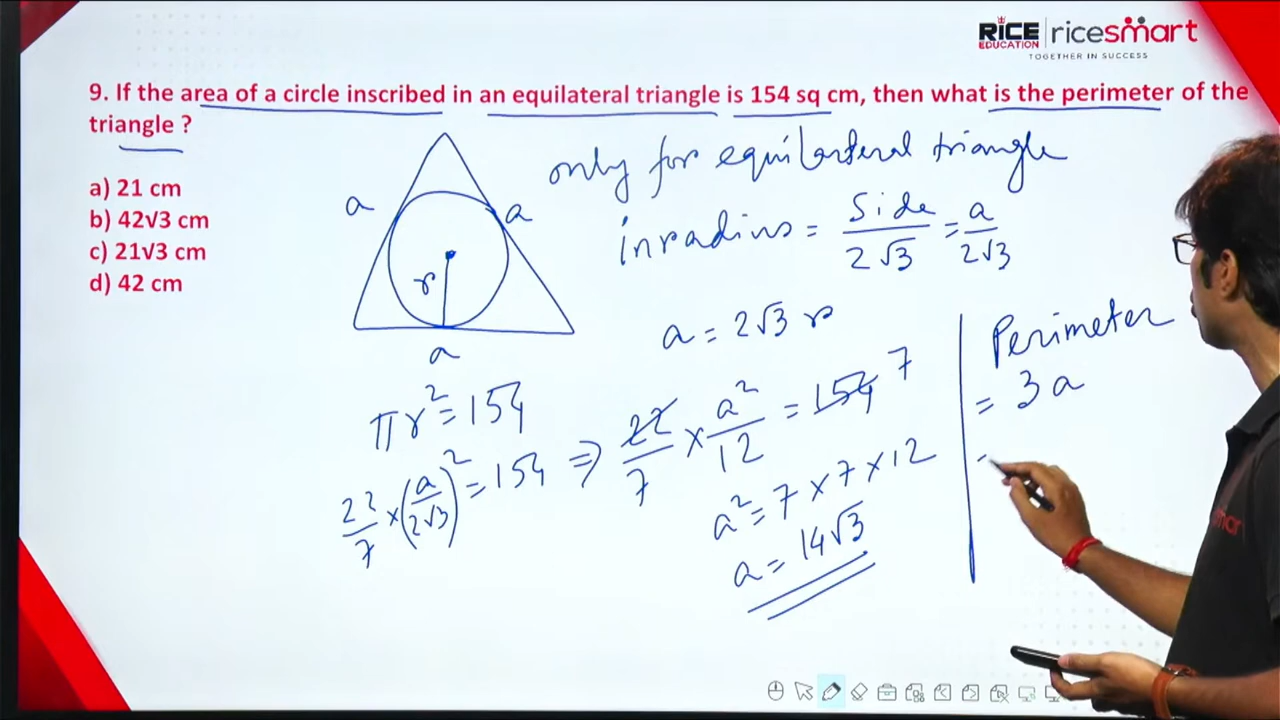 RICE EDUCATION | ricesmart
TOGETHER IN SUCCESS
9. If the area of a circle inscribed in an equilateral triangle is 154 sq cm, then what is the perimeter of the
triangle ?
a) 21 cm
b) 42√3 cm
c) 21√3 cm
d) 42 cm
a
a
r
a
only for equilateral triangle
inradius = Side/2√3 = a/2√3
a = 2√3 r
πr² = 154
22/7 × (a/2√3)² = 154 ⇒ 22/7 × a²/12 = 154 7
a² = 7 × 7 × 12
a = 14√3
Perimeter
= 3a